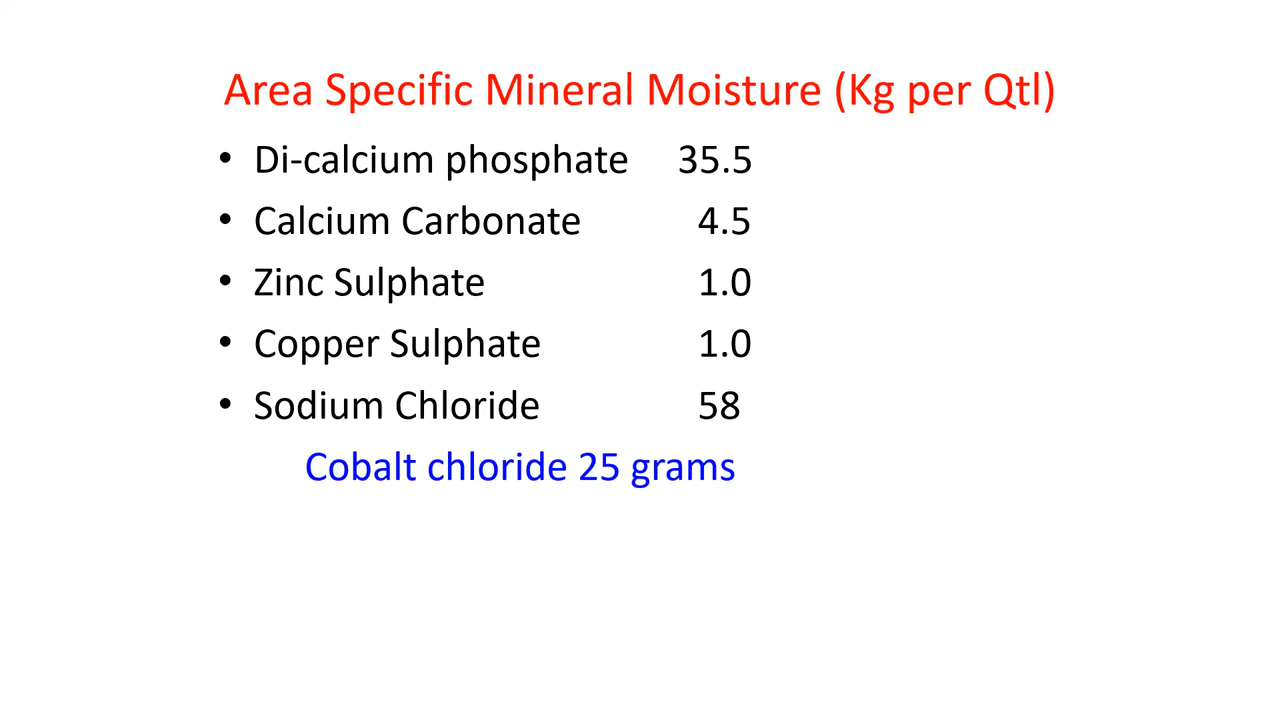 Area Specific Mineral Moisture (Kg per Qtl)
• Di-calcium phosphate 35.5
• Calcium Carbonate 4.5
• Zinc Sulphate 1.0
• Copper Sulphate 1.0
• Sodium Chloride 58
Cobalt chloride 25 grams